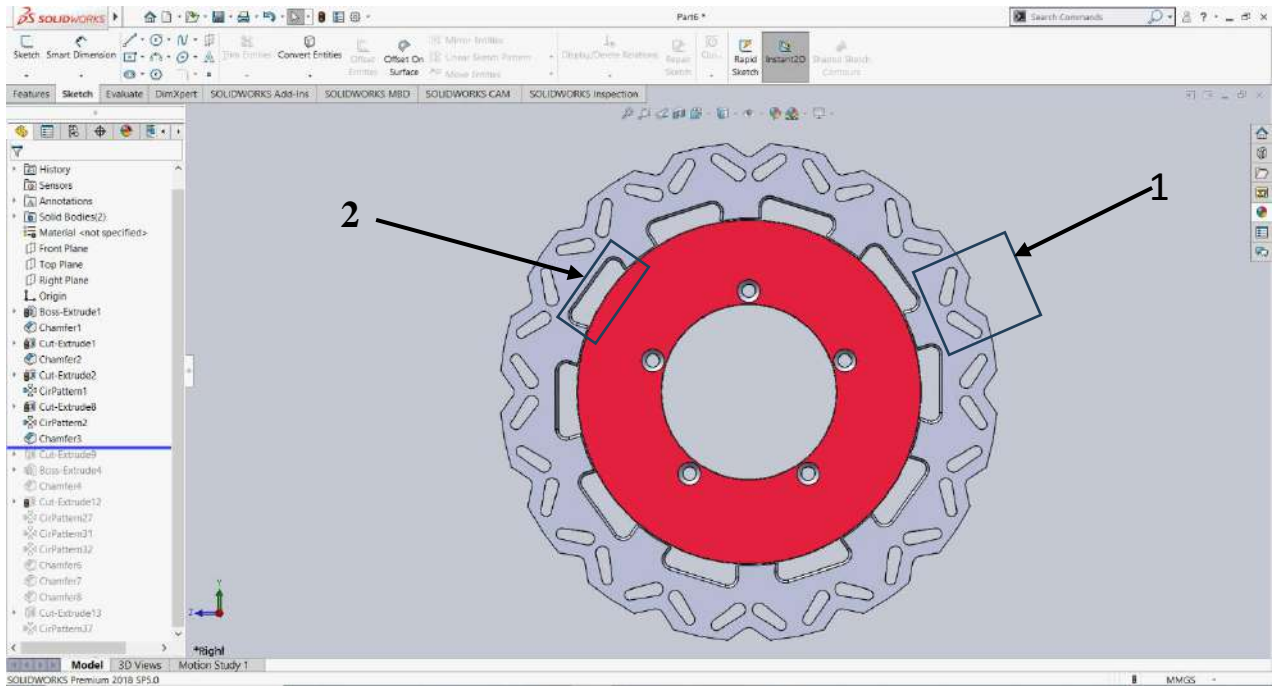 SOLIDWORKS
Part6 *
Search Commands
Sketch
Smart Dimension
Trim Entities
Convert Entities
Offset Entities
Offset On Surface
Mirror Entities
Linear Sketch Pattern
Move Entities
Display/Delete Relations
Repair Sketch
Rapid Sketch
Instant2D
Shaded Sketch Contours
Features
Sketch
Evaluate
DimXpert
SOLIDWORKS Add-Ins
SOLIDWORKS MBD
SOLIDWORKS CAM
SOLIDWORKS Inspection
History
Sensors
Annotations
Solid Bodies(2)
Material <not specified>
Front Plane
Top Plane
Right Plane
Origin
Boss-Extrude1
Chamfer1
Cut-Extrude1
Chamfer2
Cut-Extrude2
CirPattern1
Cut-Extrude8
CirPattern2
Chamfer3
Cut-Extrude9
Boss-Extrude4
Chamfer4
Cut-Extrude12
CirPattern27
CirPattern31
CirPattern32
Chamfer6
Chamfer7
Chamfer8
Cut-Extrude13
CirPattern37
2
1
Y
Z
*Right
Model
3D Views
Motion Study 1
SOLIDWORKS Premium 2018 SP5.0
MMGS